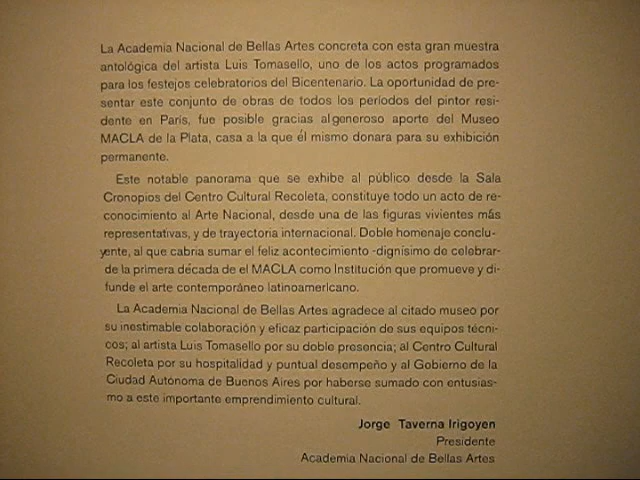 La Academia Nacional de Bellas Artes concreta con esta gran muestra
antológica del artista Luis Tomasello, uno de los actos programados
para los festejos celebratorios del Bicentenario. La oportunidad de pre-
sentar este conjunto de obras de todos los períodos del pintor resi-
dente en París, fue posible gracias algeneroso aporte del Museo
MACLA de la Plata, casa a la que él mismo donara para su exhibición
permanente.
Este notable panorama que se exhibe al público desde la Sala
Cronopios del Centro Cultural Recoleta, constituye todo un acto de re-
conocimiento al Arte Nacional, desde una de las figuras vivientes más
representativas, y de trayectoria internacional. Doble homenaje conclu-
yente, al que cabría sumar el feliz acontecimiento -dignísimo de celebrar-
de la primera década de el MACLA como Institución que promueve y di-
funde el arte contemporáneo latinoamericano.
La Academia Nacional de Bellas Artes agradece al citado museo por
su inestimable colaboración y eficaz participación de sus equipos técni-
cos; al artista Luis Tomasello por su doble presencia; al Centro Cultural
Recoleta por su hospitalidad y puntual desempeño y al Gobierno de la
Ciudad Autónoma de Buenos Aires por haberse sumado con entusias-
mo a este importante emprendimiento cultural.
Jorge Taverna Irigoyen
Presidente
Academia Nacional de Bellas Artes